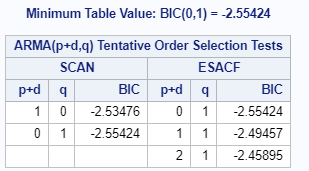 Minimum Table Value: BIC(0,1) = -2.55424
ARMA(p+d,q) Tentative Order Selection Tests
SCAN ESACF
p+d q BIC p+d q BIC
1 0 -2.53476 0 1 -2.55424
0 1 -2.55424 1 1 -2.49457
2 1 -2.45895